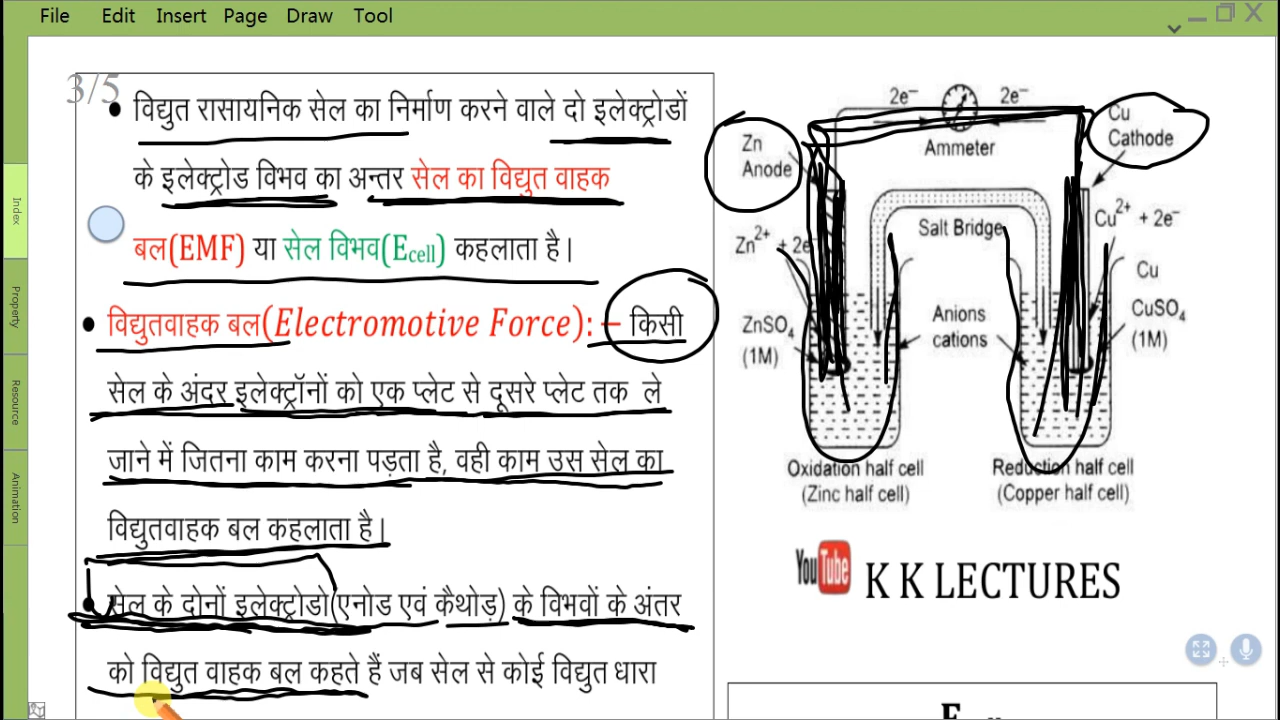 File Edit Insert Page Draw Tool
Index
Property
Resource
Animation
3/5
विद्युत रासायनिक सेल का निर्माण करने वाले दो इलेक्ट्रोडों
के इलेक्ट्रोड विभव का अन्तर सेल का विद्युत वाहक
बल(EMF) या सेल विभव(Ecell) कहलाता है।
विद्युतवाहक बल(Electromotive Force): – किसी
सेल के अंदर इलेक्ट्रॉनों को एक प्लेट से दूसरे प्लेट तक ले
जाने में जितना काम करना पड़ता है, वही काम उस सेल का
विद्युतवाहक बल कहलाता है।
सेल के दोनों इलेक्ट्रोडो(एनोड एवं कैथोड़) के विभवों के अंतर
को विद्युत वाहक बल कहते हैं जब सेल से कोई विद्युत धारा
2e⁻ 2e⁻
Zn
Anode
Ammeter
Cu
Cathode
Zn²⁺ + 2e
Salt Bridge
Cu²⁺ + 2e⁻
Cu
ZnSO₄
(1M)
Anions
cations
CuSO₄
(1M)
Oxidation half cell
(Zinc half cell)
Reduction half cell
(Copper half cell)
YouTube K K LECTURES